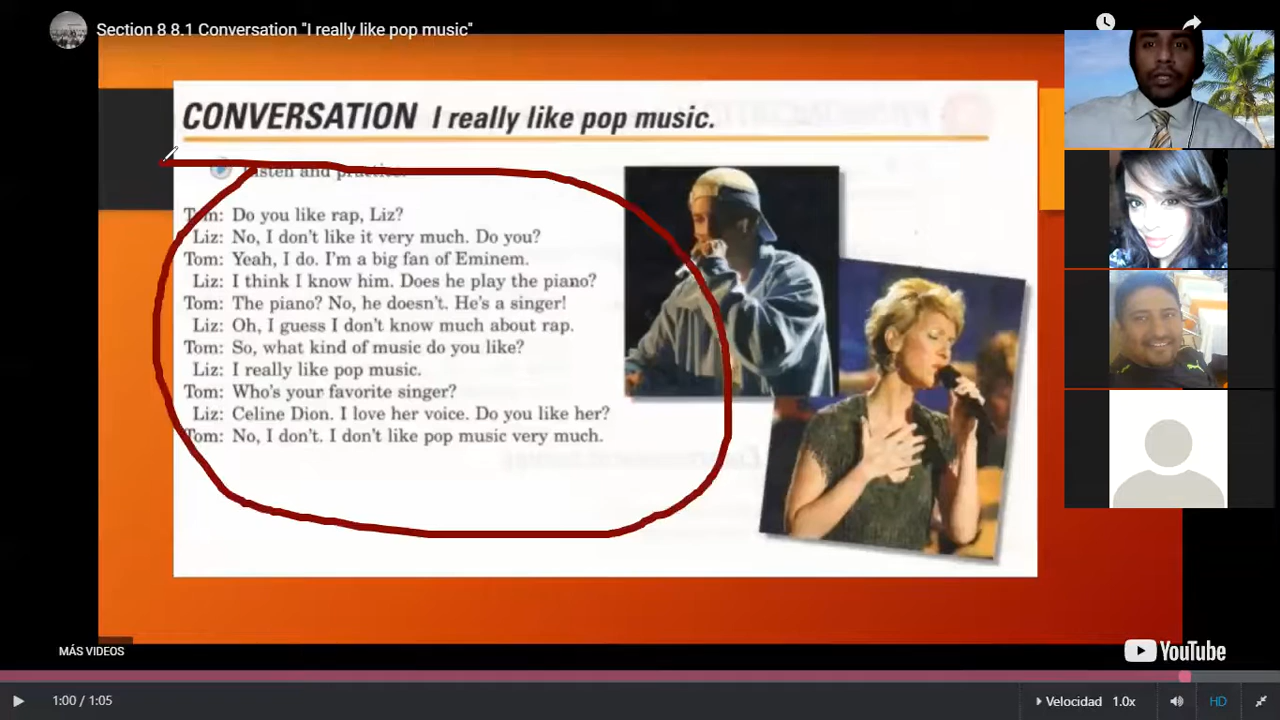 Section 8 8.1 Conversation "I really like pop music"
CONVERSATION I really like pop music.
Listen and practice.
Tom: Do you like rap, Liz?
Liz: No, I don't like it very much. Do you?
Tom: Yeah, I do. I'm a big fan of Eminem.
Liz: I think I know him. Does he play the piano?
Tom: The piano? No, he doesn't. He's a singer!
Liz: Oh, I guess I don't know much about rap.
Tom: So, what kind of music do you like?
Liz: I really like pop music.
Tom: Who's your favorite singer?
Liz: Celine Dion. I love her voice. Do you like her?
Tom: No, I don't. I don't like pop music very much.
MÁS VIDEOS
YouTube
1:00 / 1:05
Velocidad 1.0x
HD